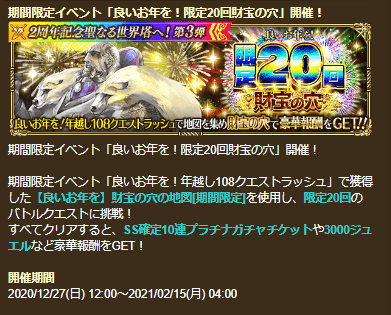 期間限定イベント「良いお年を！限定20回財宝の穴」開催！
2周年記念聖なる世界塔へ！第3弾
良いお年を！
限定
20回
財宝の穴
良いお年を！年越し108クエストラッシュで地図を集め財宝の穴で豪華報酬をGET!!
期間限定イベント「良いお年を！限定20回財宝の穴」開催！
期間限定イベント「良いお年を！年越し108クエストラッシュ」で獲得
した【良いお年を】財宝の穴の地図[期間限定]を使用し、限定20回の
バトルクエストに挑戦！
すべてクリアすると、SS確定10連プラチナガチャチケットや3000ジュ
エルなど豪華報酬をGET！
開催期間
2020/12/27(日) 12:00～2021/02/15(月) 04:00